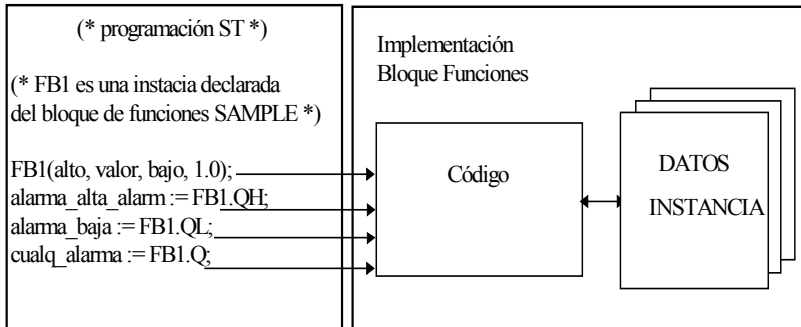 (* programación ST *)
(* FB1 es una instacia declarada
del bloque de funciones SAMPLE *)
FB1(alto, valor, bajo, 1.0);
alarma_alta_alarm := FB1.QH;
alarma_baja := FB1.QL;
cualq_alarma := FB1.Q;
Implementación
Bloque Funciones
Código
DATOS
INSTANCIA